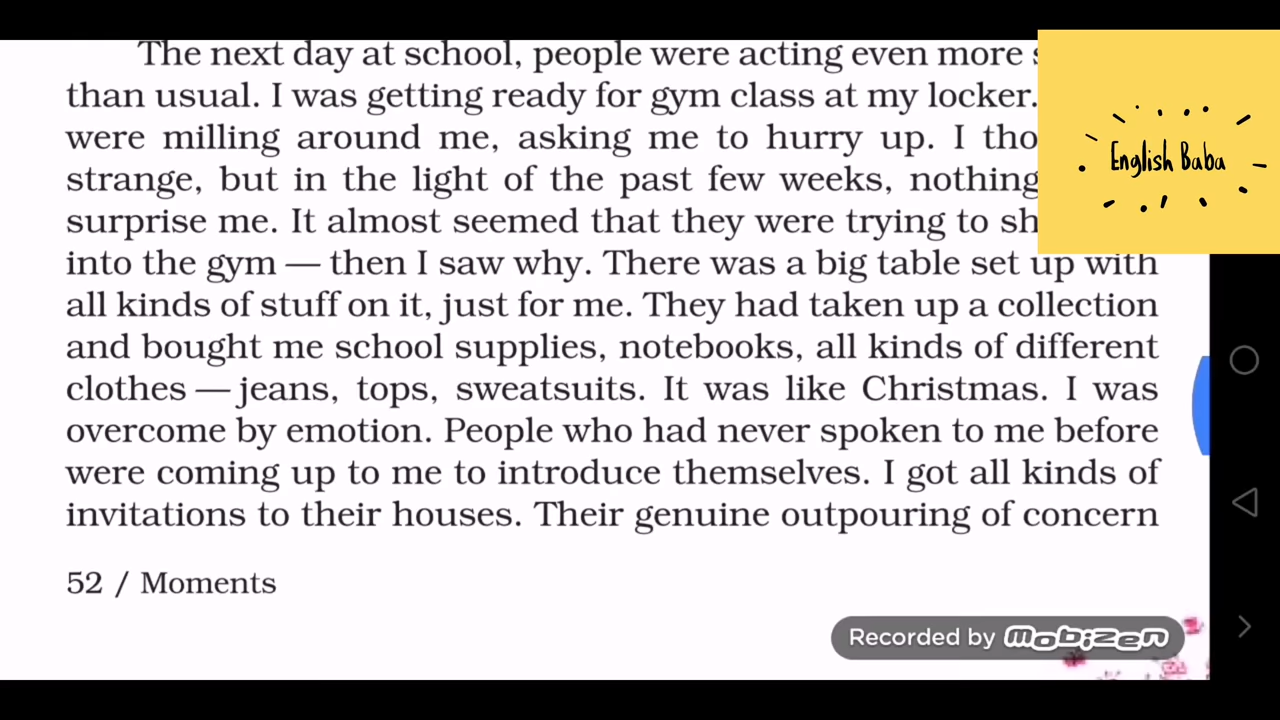 The next day at school, people were acting even more
than usual. I was getting ready for gym class at my locker.
were milling around me, asking me to hurry up. I
strange, but in the light of the past few weeks, nothing
surprise me. It almost seemed that they were trying to
into the gym — then I saw why. There was a big table set up with
all kinds of stuff on it, just for me. They had taken up a collection
and bought me school supplies, notebooks, all kinds of different
clothes — jeans, tops, sweatsuits. It was like Christmas. I was
overcome by emotion. People who had never spoken to me before
were coming up to me to introduce themselves. I got all kinds of
invitations to their houses. Their genuine outpouring of concern
52 / Moments
English Baba
Recorded by mobizen